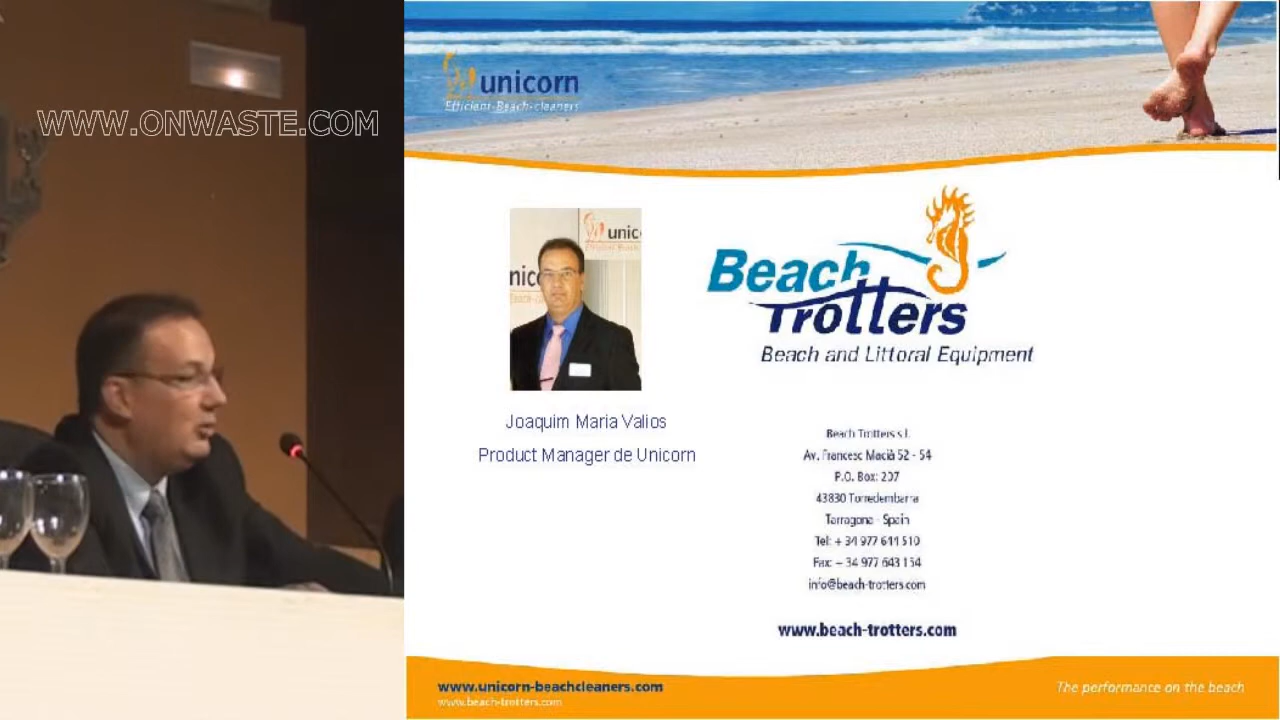 WWW.ONWASTE.COM
unicorn
Efficient-Beach-cleaners
unic
nic
Beach
Trotters
Beach and Littoral Equipment
Joaquim Maria Valios
Product Manager de Unicorn
Beach Trotters s.l.
Av. Francesc Macià 52 - 54
P.O. Box: 207
43830 Torredembarra
Tarragona - Spain
Tel: + 34 977 644 510
Fax: + 34 977 643 154
info@beach-trotters.com
www.beach-trotters.com
www.unicorn-beachcleaners.com
www.beach-trotters.com
The performance on the beach